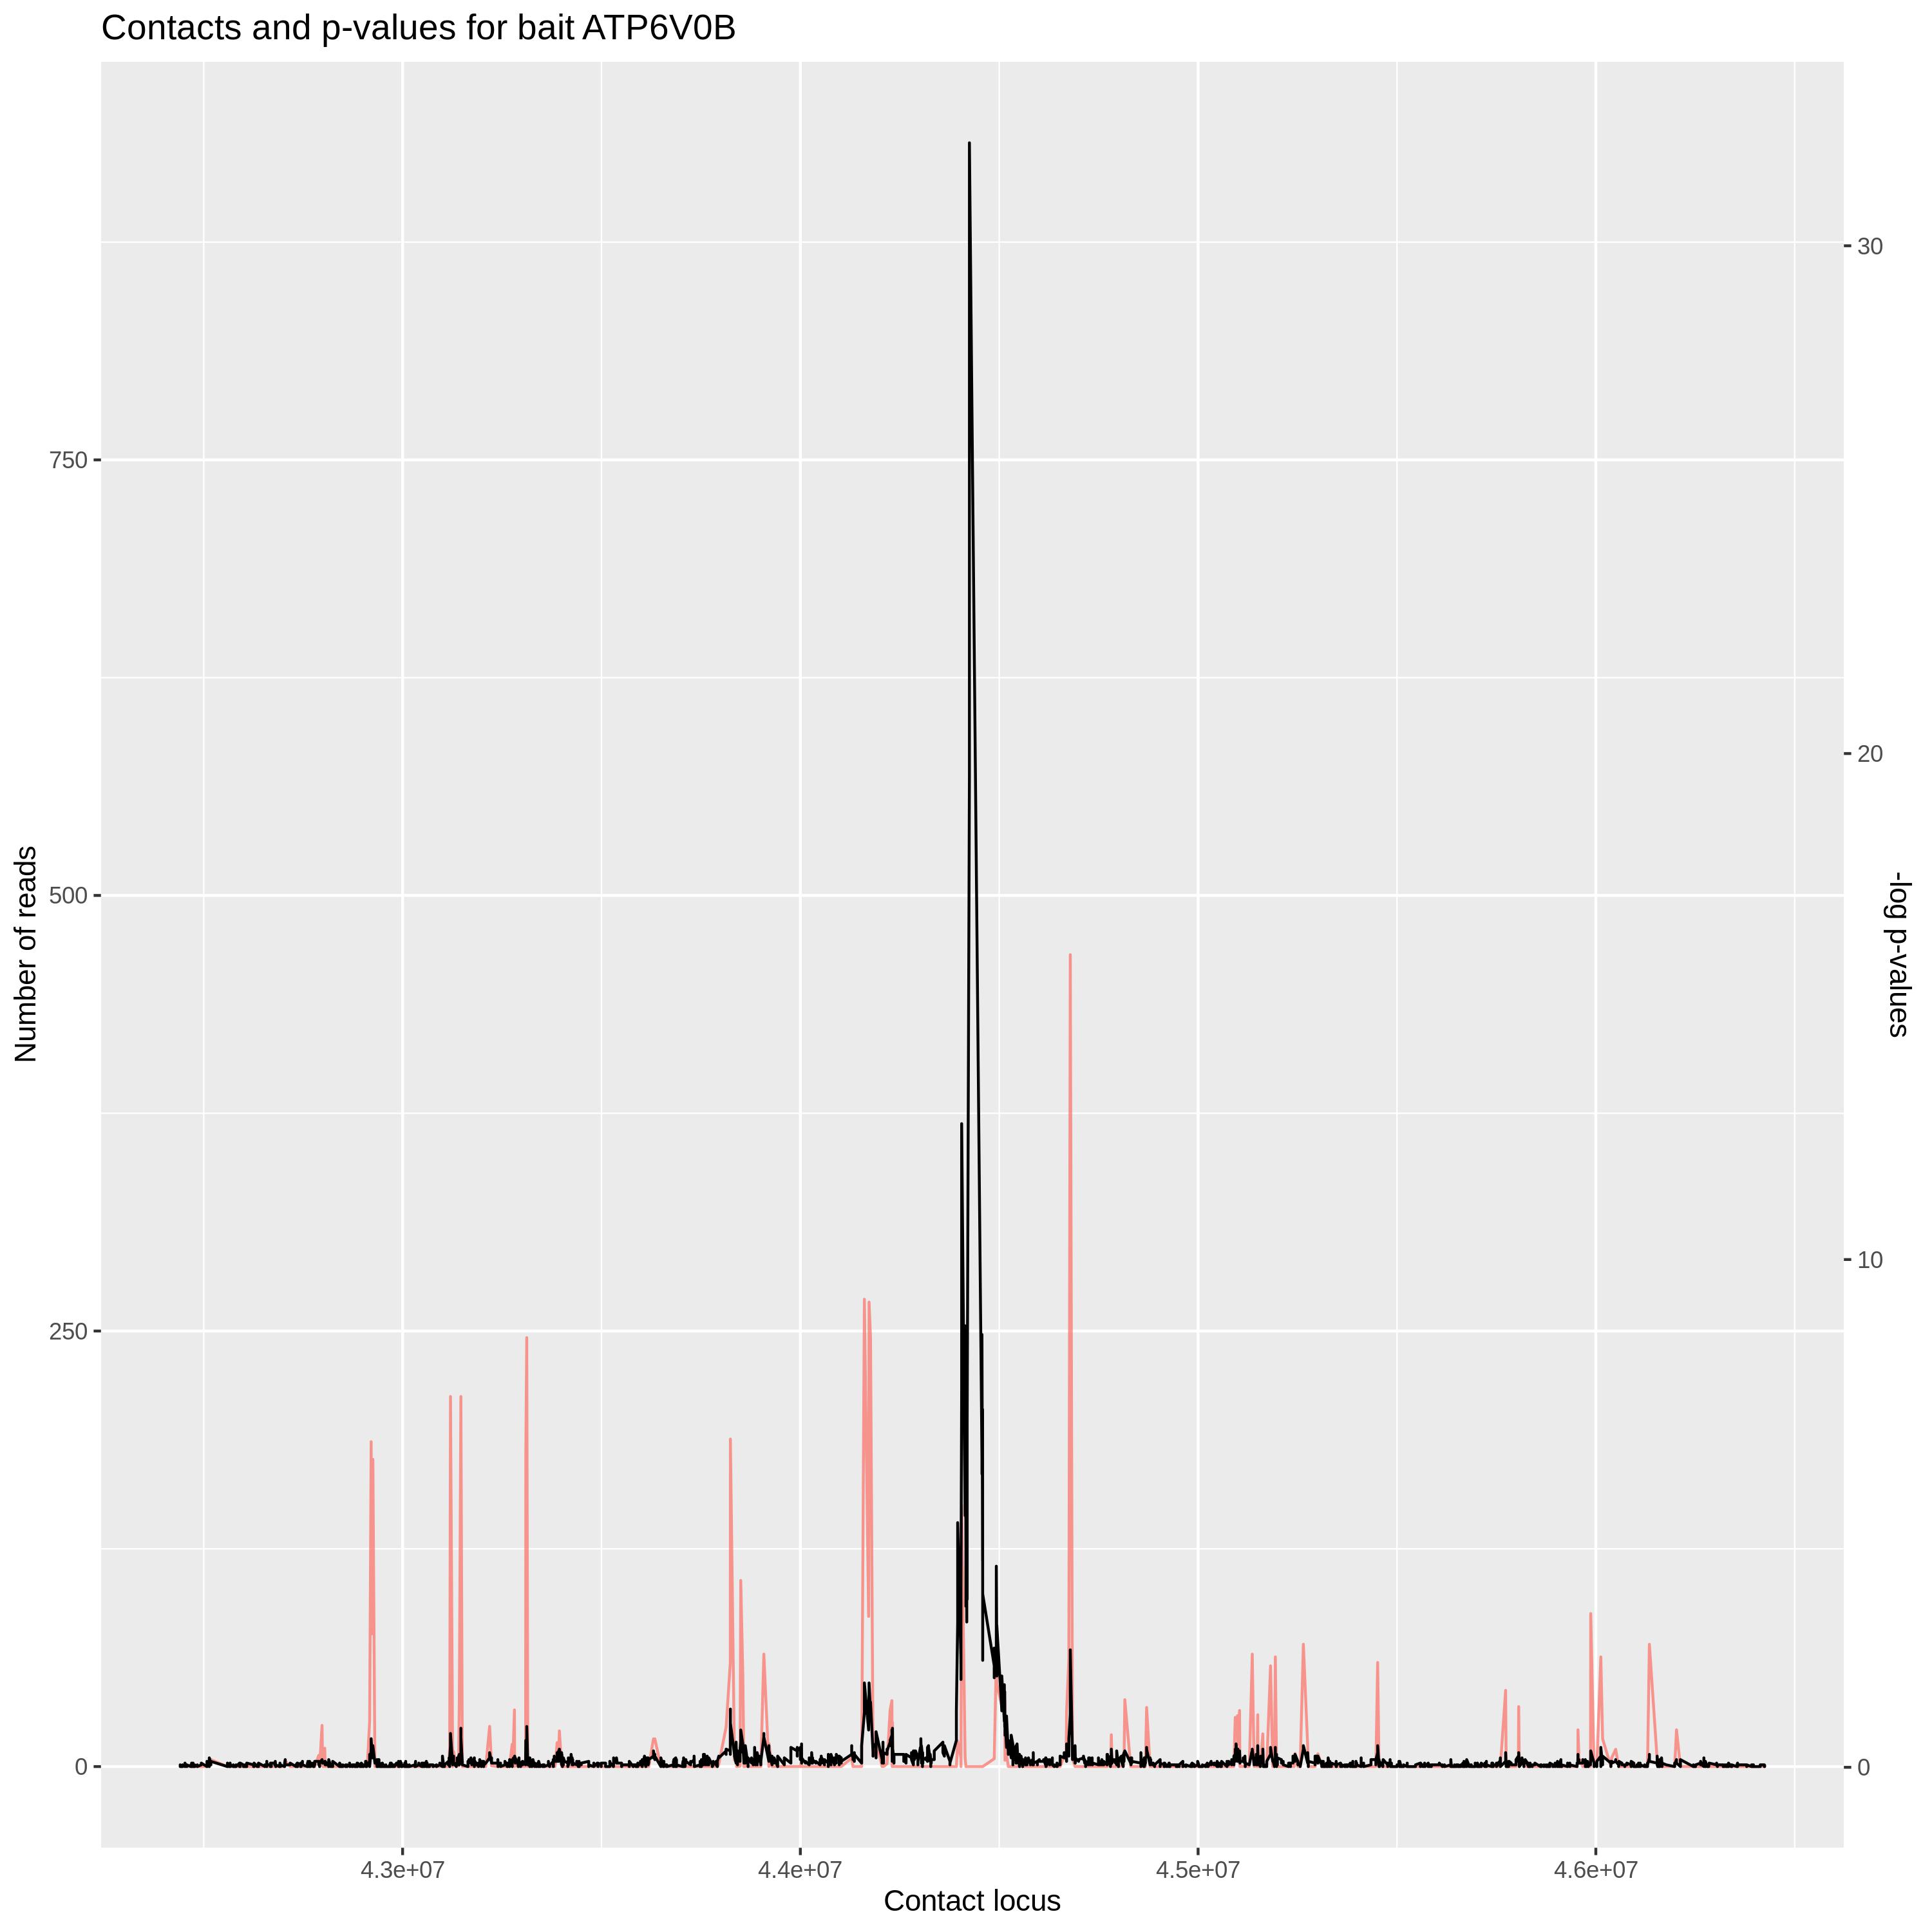 Contacts and p-values for bait ATP6V0B
Number of reads
750
500
250
0
30
20
10
0
-log p-values
4.3e+07 4.4e+07 4.5e+07 4.6e+07
Contact locus